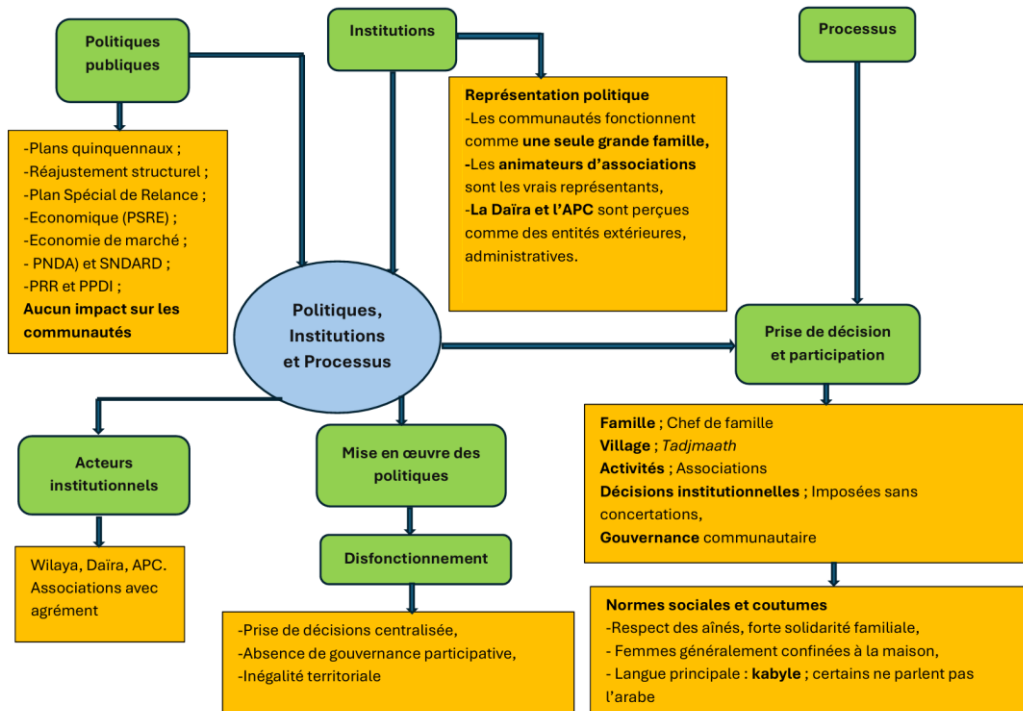 Politiques
publiques
Institutions
Processus
-Plans quinquennaux ;
-Réajustement structurel ;
-Plan Spécial de Relance ;
-Economique (PSRE) ;
-Economie de marché ;
- PNDA) et SNDARD ;
-PRR et PPDI ;
Aucun impact sur les
communautés
Représentation politique
-Les communautés fonctionnent
comme une seule grande famille,
-Les animateurs d’associations
sont les vrais représentants,
-La Daïra et l’APC sont perçues
comme des entités extérieures,
administratives.
Politiques,
Institutions
et Processus
Prise de décision
et participation
Acteurs
institutionnels
Mise en œuvre des
politiques
Famille ; Chef de famille
Village ; Tadjmaath
Activités ; Associations
Décisions institutionnelles ; Imposées sans
concertations,
Gouvernance communautaire
Wilaya, Daïra, APC.
Associations avec
agrément
Disfonctionnement
-Prise de décisions centralisée,
-Absence de gouvernance participative,
-Inégalité territoriale
Normes sociales et coutumes
-Respect des aînés, forte solidarité familiale,
- Femmes généralement confinées à la maison,
- Langue principale : kabyle ; certains ne parlent pas
l’arabe